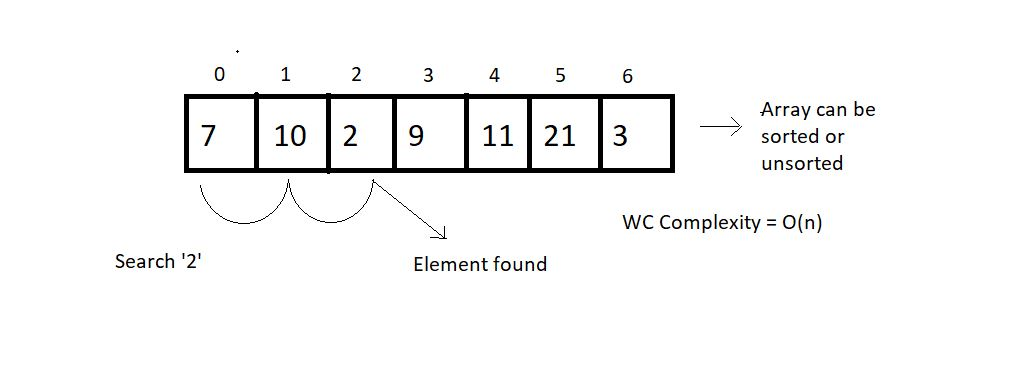 0 1 2 3 4 5 6
7 10 2 9 11 21 3
Array can be
sorted or
unsorted
WC Complexity = O(n)
Search '2'
Element found